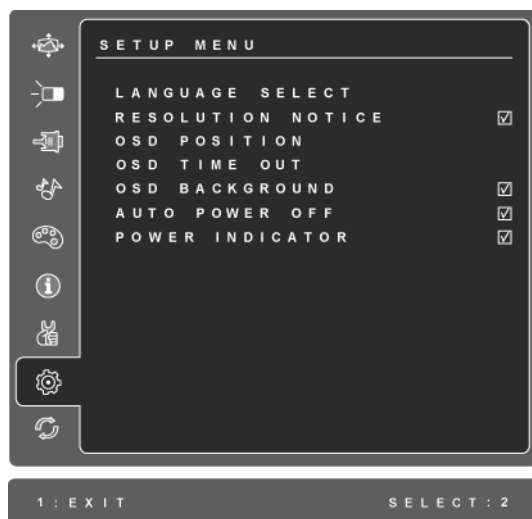 SETUP MENU
LANGUAGE SELECT
RESOLUTION NOTICE
OSD POSITION
OSD TIME OUT
OSD BACKGROUND
AUTO POWER OFF
POWER INDICATOR
1:EXIT SELECT:2